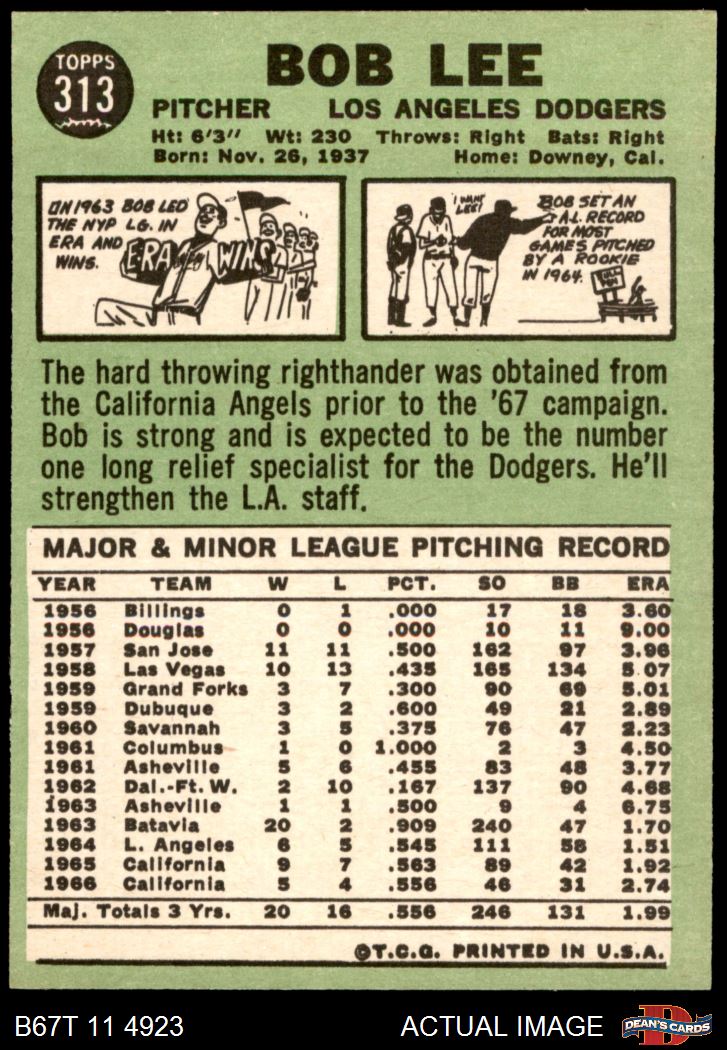 TOPPS
313
BOB LEE
PITCHER LOS ANGELES DODGERS
Ht: 6'3" Wt: 230 Throws: Right Bats: Right
Born: Nov. 26, 1937 Home: Downey, Cal.
IN 1963 BOB LED
THE NYP LG. IN
ERA AND
WINS.
ERA WINS
I WANT
LEE!
BOB SET AN
A.L. RECORD
FOR MOST
GAMES PITCHED
BY A ROOKIE
IN 1964.
BULL
PEN
The hard throwing righthander was obtained from
the California Angels prior to the '67 campaign.
Bob is strong and is expected to be the number
one long relief specialist for the Dodgers. He'll
strengthen the L.A. staff.
MAJOR & MINOR LEAGUE PITCHING RECORD
YEAR TEAM W L PCT. SO BB ERA
1956 Billings 0 1 .000 17 18 3.60
1956 Douglas 0 0 .000 10 11 9.00
1957 San Jose 11 11 .500 162 97 3.96
1958 Las Vegas 10 13 .435 165 134 5.07
1959 Grand Forks 3 7 .300 90 69 5.01
1959 Dubuque 3 2 .600 49 21 2.89
1960 Savannah 3 5 .375 76 47 2.23
1961 Columbus 1 0 1.000 2 3 4.50
1961 Asheville 5 6 .455 83 48 3.77
1962 Dal.-Ft. W. 2 10 .167 137 90 4.68
1963 Asheville 1 1 .500 9 4 6.75
1963 Batavia 20 2 .909 240 47 1.70
1964 L. Angeles 6 5 .545 111 58 1.51
1965 California 9 7 .563 89 42 1.92
1966 California 5 4 .556 46 31 2.74
Maj. Totals 3 Yrs. 20 16 .556 246 131 1.99
©T.C.G. PRINTED IN U.S.A.
B67T 11 4923 ACTUAL IMAGE
D
DEAN'S CARDS